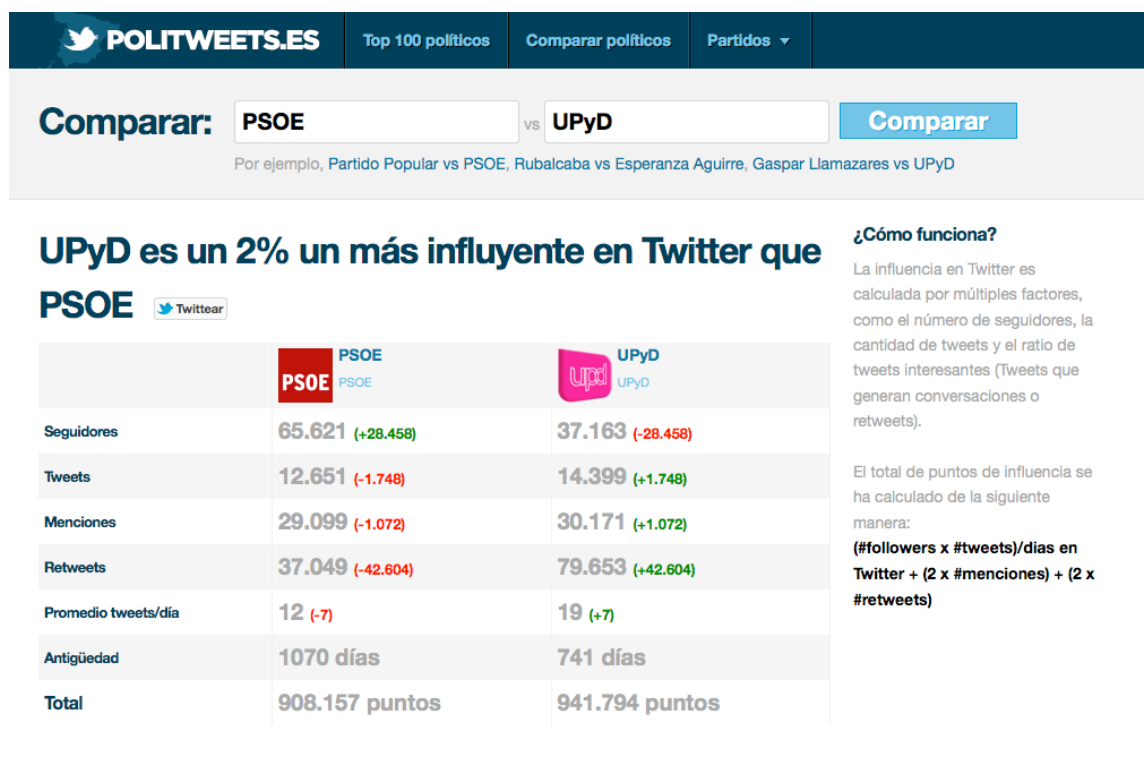 POLITWEETS.ES Top 100 políticos Comparar políticos Partidos
Comparar: PSOE vs UPyD Comparar
Por ejemplo, Partido Popular vs PSOE, Rubalcaba vs Esperanza Aguirre, Gaspar Llamazares vs UPyD
UPyD es un 2% un más influyente en Twitter que
PSOE Twittear
PSOE PSOE PSOE
upd UPyD UPyD
Seguidores 65.621 (+28.458) 37.163 (-28.458)
Tweets 12.651 (-1.748) 14.399 (+1.748)
Menciones 29.099 (-1.072) 30.171 (+1.072)
Retweets 37.049 (-42.604) 79.653 (+42.604)
Promedio tweets/día 12 (-7) 19 (+7)
Antigüedad 1070 días 741 días
Total 908.157 puntos 941.794 puntos
¿Cómo funciona?
La influencia en Twitter es
calculada por múltiples factores,
como el número de seguidores, la
cantidad de tweets y el ratio de
tweets interesantes (Tweets que
generan conversaciones o
retweets).
El total de puntos de influencia se
ha calculado de la siguiente
manera:
(#followers x #tweets)/dias en
Twitter + (2 x #menciones) + (2 x
#retweets)